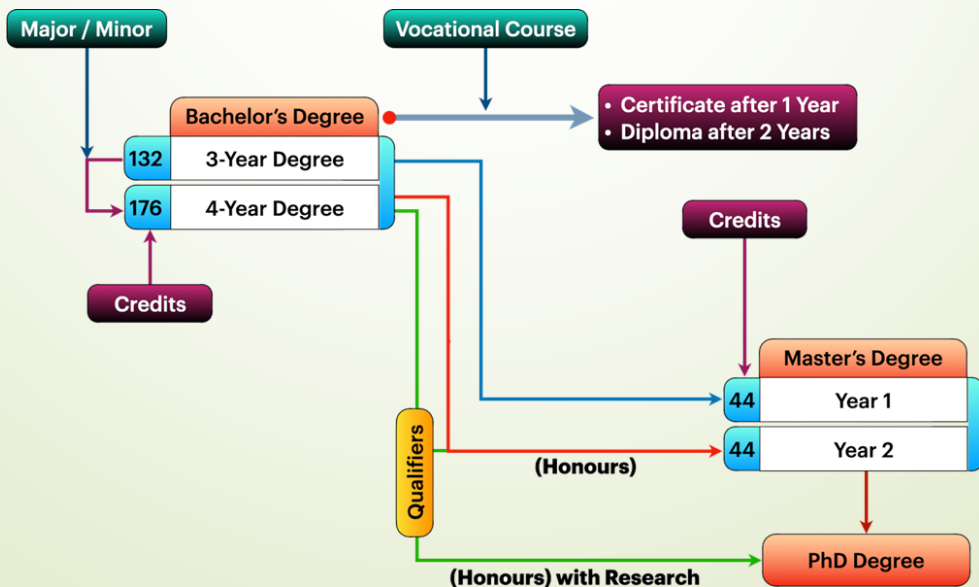 Major / Minor
Vocational Course
Bachelor's Degree
• Certificate after 1 Year
• Diploma after 2 Years
132 3-Year Degree
176 4-Year Degree
Credits
Credits
Master's Degree
44 Year 1
44 Year 2
Qualifiers
(Honours)
PhD Degree
(Honours) with Research